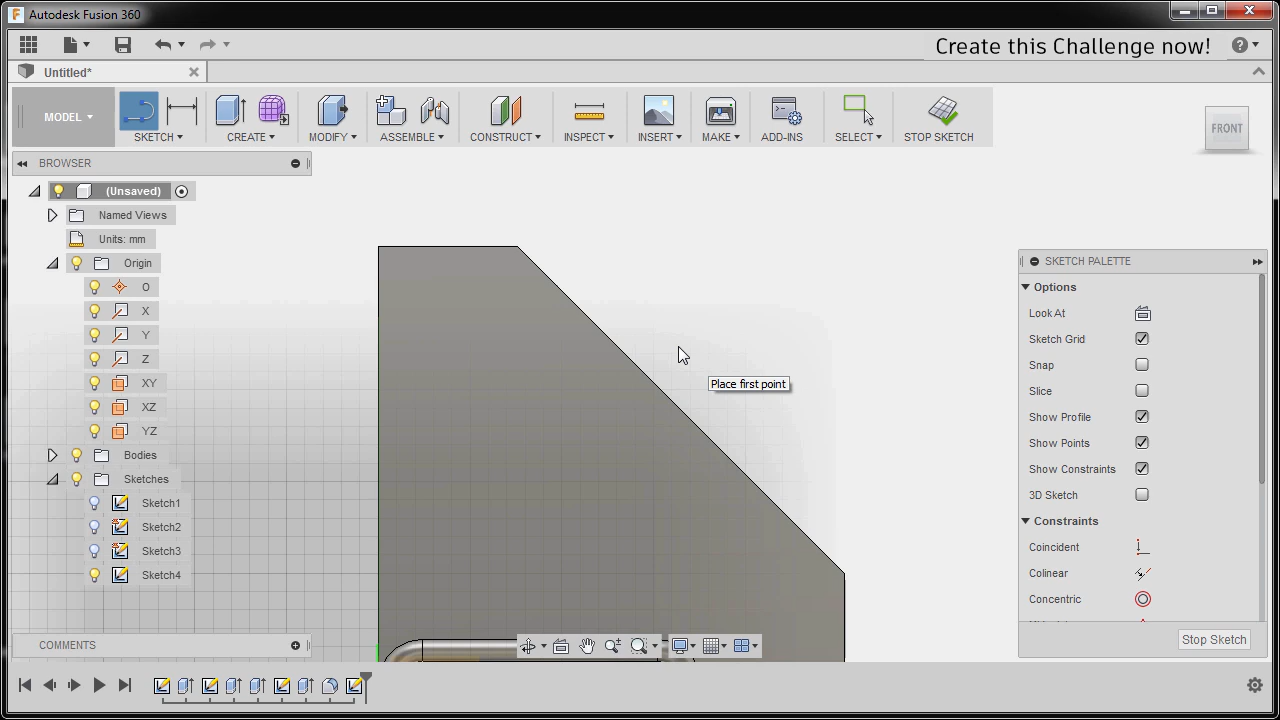 Autodesk Fusion 360
Create this Challenge now!
Untitled*
MODEL
SKETCH
CREATE
MODIFY
ASSEMBLE
CONSTRUCT
INSPECT
INSERT
MAKE
ADD-INS
SELECT
STOP SKETCH
FRONT
BROWSER
(Unsaved)
Named Views
Units: mm
Origin
O
X
Y
Z
XY
XZ
YZ
Bodies
Sketches
Sketch1
Sketch2
Sketch3
Sketch4
Place first point
SKETCH PALETTE
Options
Look At
Sketch Grid
Snap
Slice
Show Profile
Show Points
Show Constraints
3D Sketch
Constraints
Coincident
Colinear
Concentric
Stop Sketch
COMMENTS